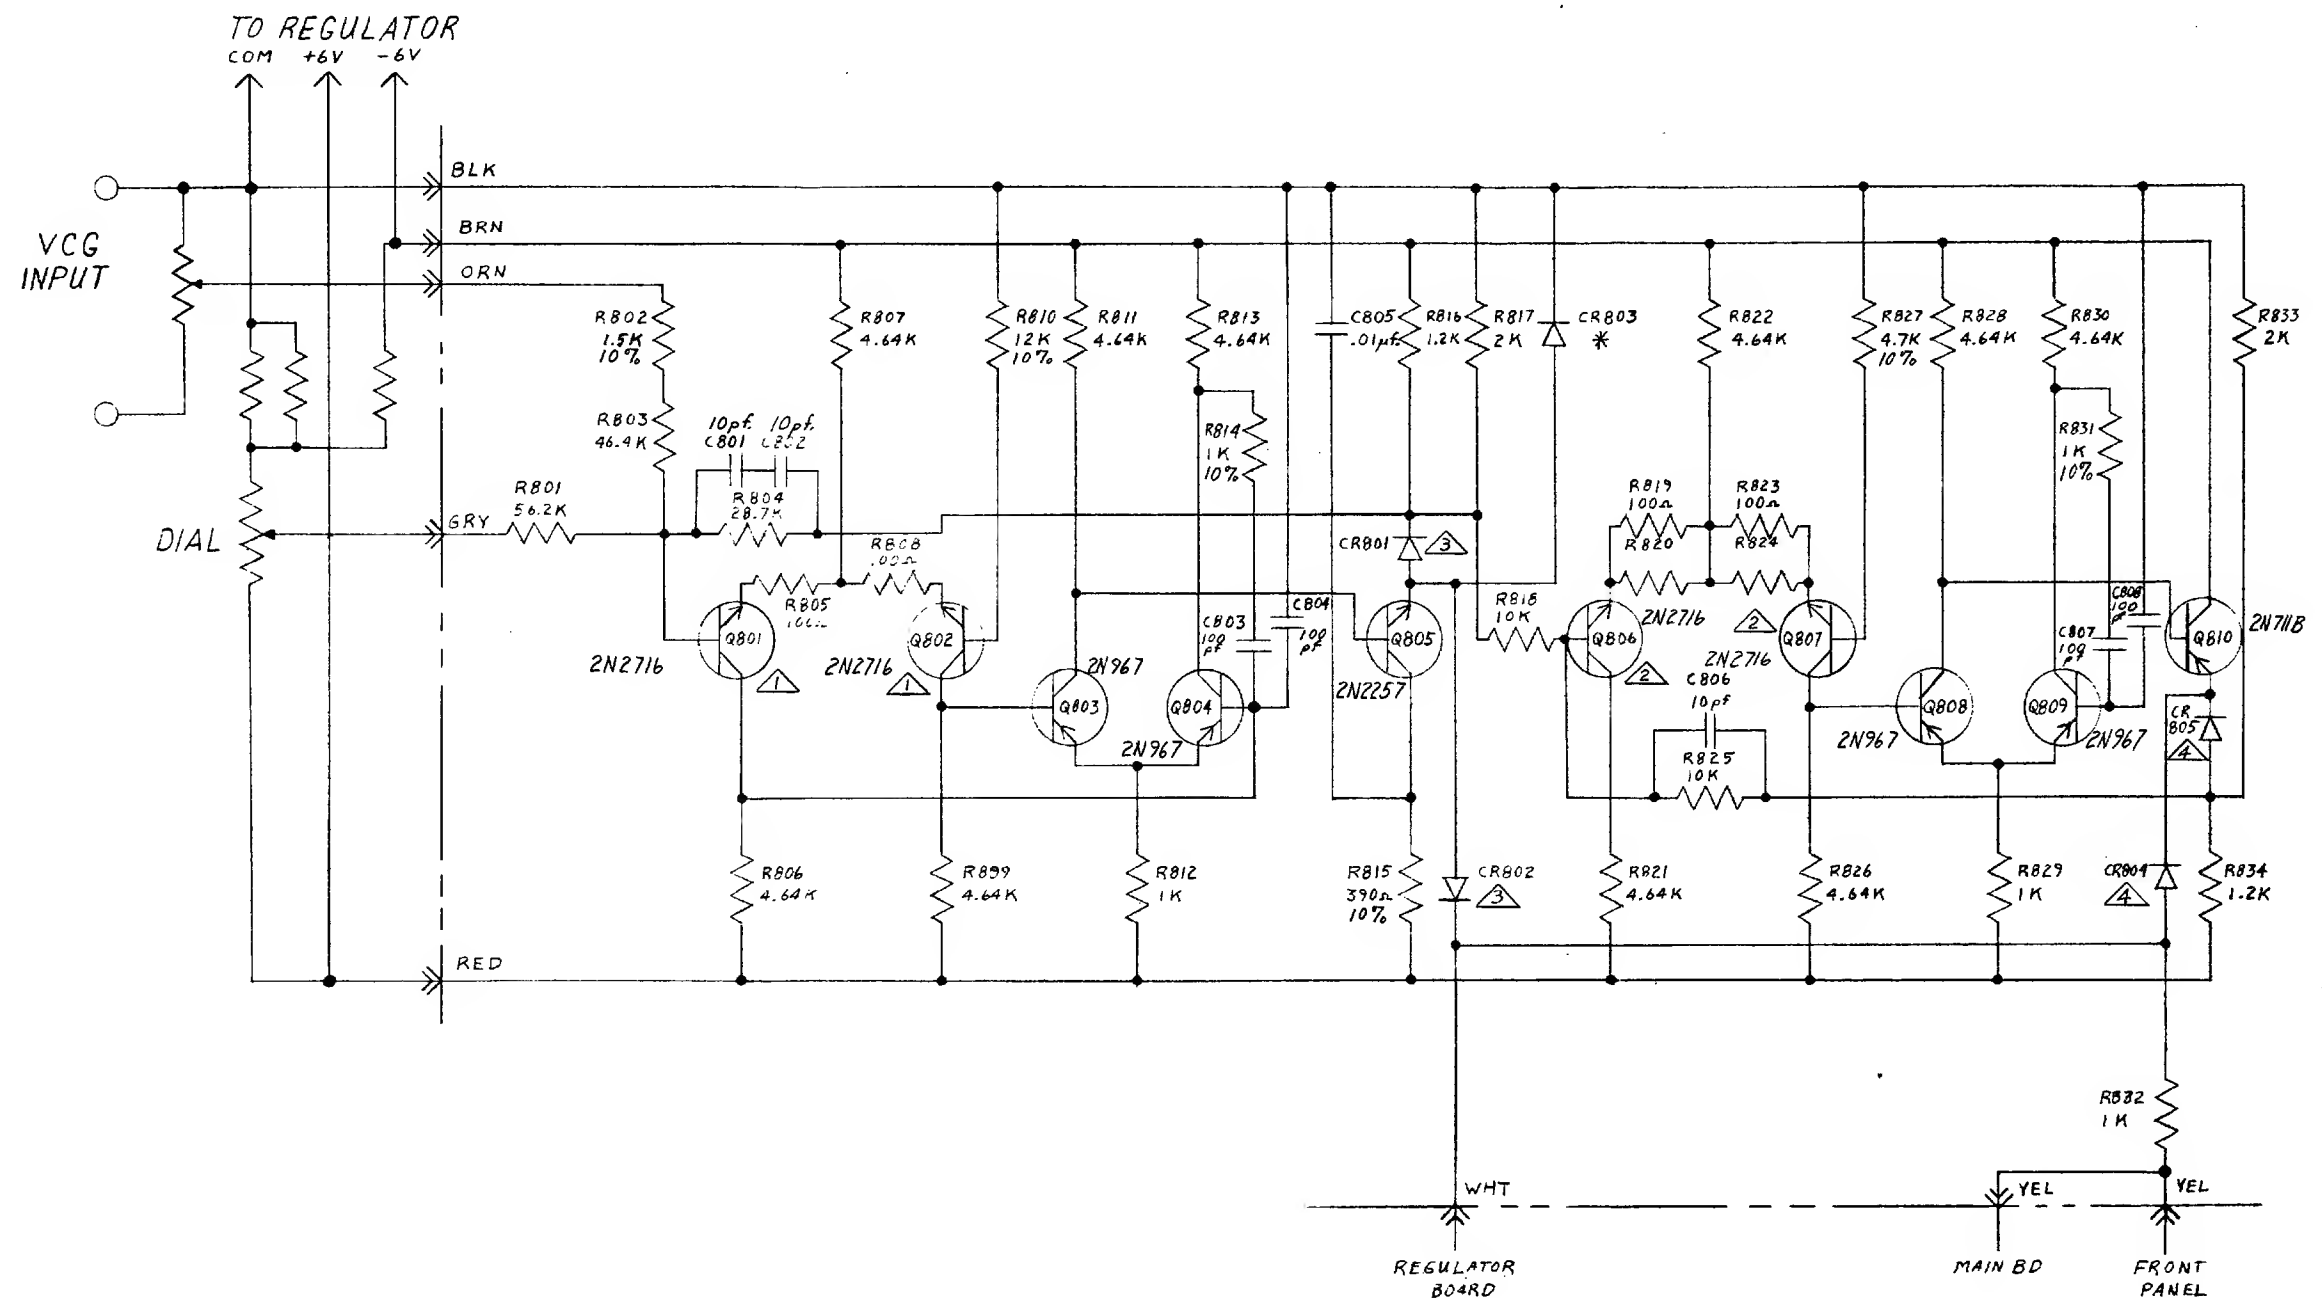 TO REGULATOR
COM +6V -6V
BLK
BRN
ORN
VCG
INPUT
R802
1.5K
10%
R807
4.64K
R810
12K
10%
R811
4.64K
R813
4.64K
C805
.01µf
R816
1.2K
R817
2K
CR803
*
R822
4.64K
R827
4.7K
10%
R828
4.64K
R830
4.64K
R833
2K
R803
46.4K
10pf. 10pf.
C801 C802
R804
28.7K
R814
1K
10%
R831
1K
10%
R801
56.2K
GRY
DIAL
R808
R805
CR801
3
R819
100Ω
R823
100Ω
R820
R824
Q801
2N2716
1
Q802
2N2716
1
C803
100
pf
C804
100
pf
Q805
2N2257
R818
10K
Q806
2N2716
2
Q807
2N2716
2
C808
100
pf
C807
100
pf
Q810
2N711B
2N967
Q803
Q804
2N967
C806
10pf
R825
10K
Q808
2N967
Q809
2N967
CR
805
4
R806
4.64K
R899
4.64K
R812
1K
R815
390Ω
10%
CR802
3
R821
4.64K
R826
4.64K
R829
1K
CR804
4
R834
1.2K
RED
R832
1K
WHT
YEL
YEL
REGULATOR
BOARD
MAIN BD
FRONT
PANEL